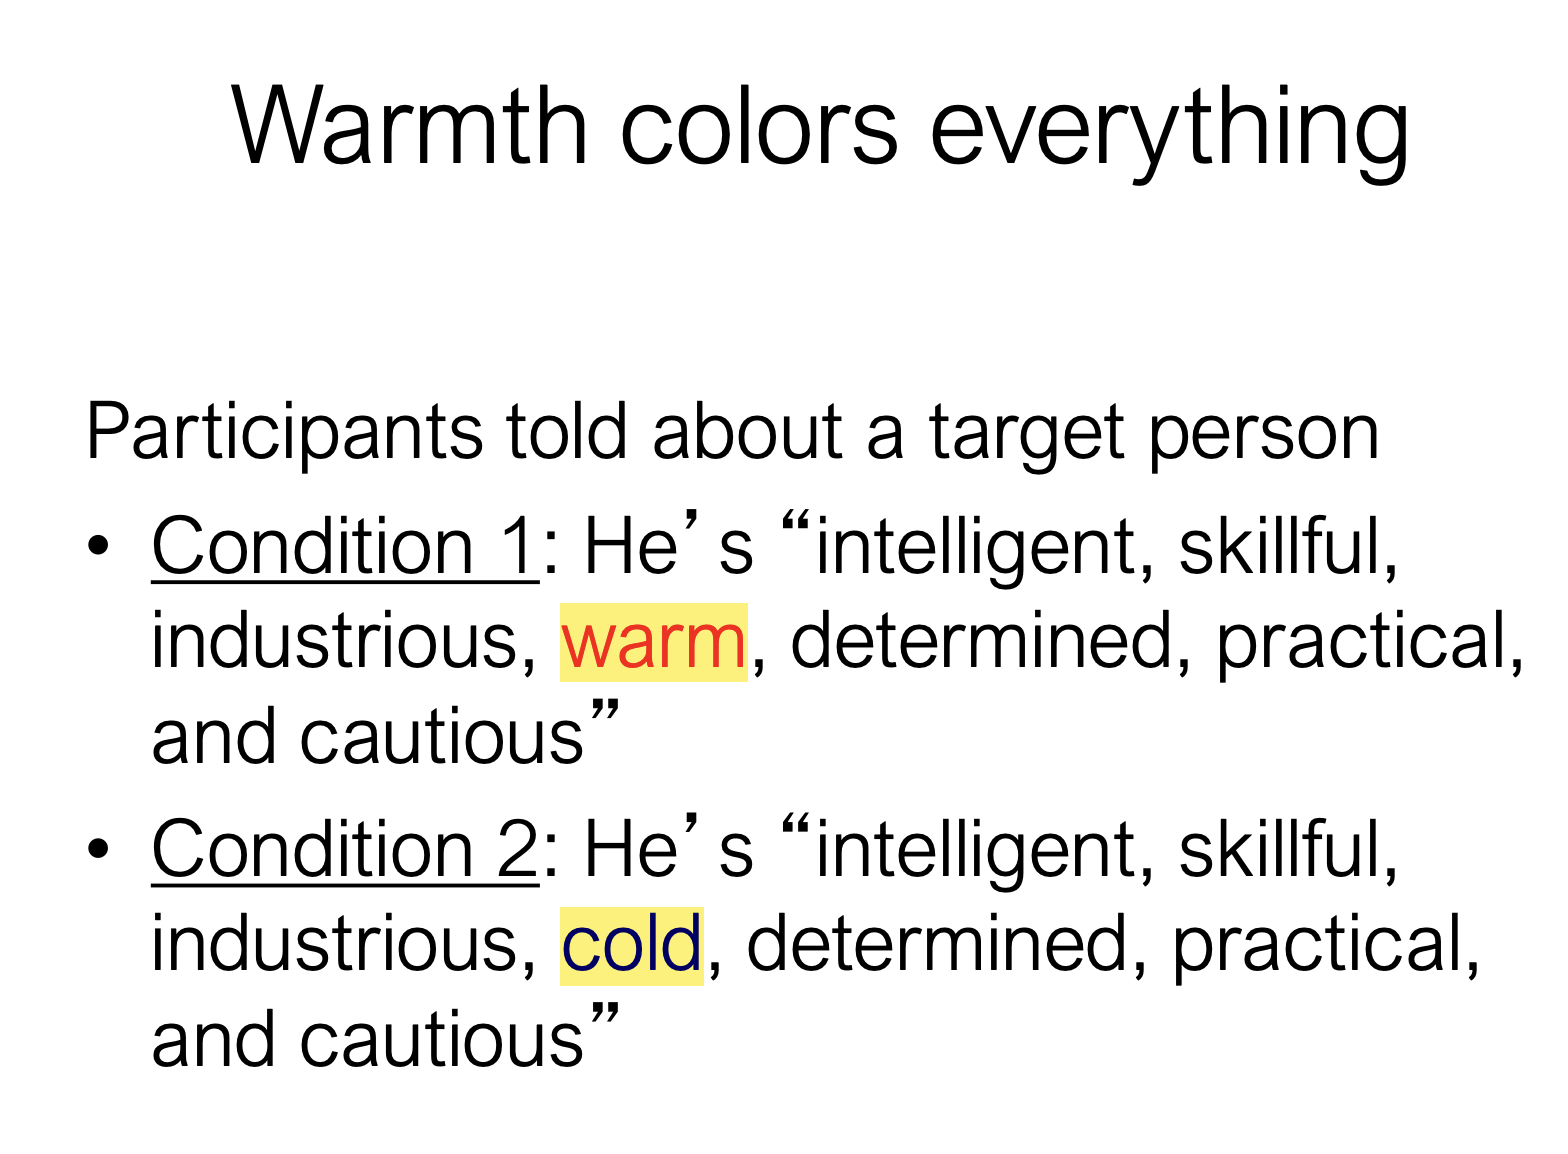 Warmth colors everything
Participants told about a target person
• Condition 1: He’s “intelligent, skillful,
industrious, warm, determined, practical,
and cautious”
• Condition 2: He’s “intelligent, skillful,
industrious, cold, determined, practical,
and cautious”